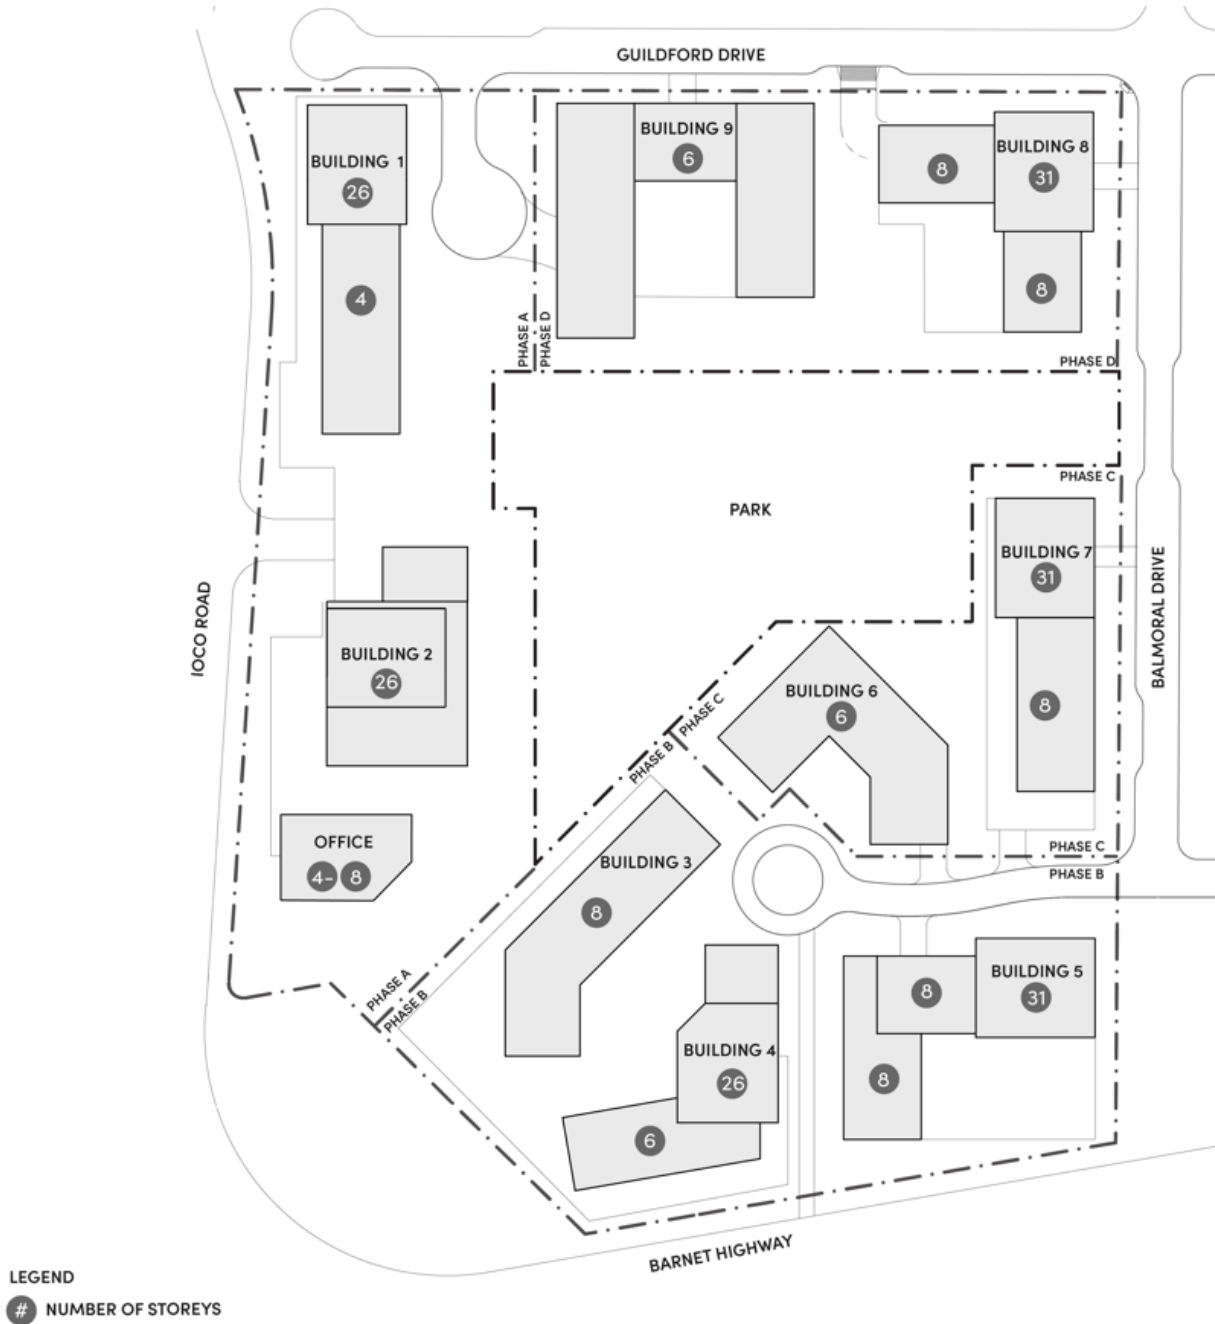 GUILDFORD DRIVE
BUILDING 1
26
4
BUILDING 9
6
8
BUILDING 8
31
8
PHASE A
PHASE D
PHASE D
PHASE C
PARK
BUILDING 7
31
8
BALMORAL DRIVE
IOCO ROAD
BUILDING 2
26
BUILDING 6
6
PHASE C
PHASE B
OFFICE
4-8
BUILDING 3
8
PHASE C
PHASE B
PHASE A
PHASE B
BUILDING 4
26
6
8
BUILDING 5
31
8
BARNET HIGHWAY
LEGEND
# NUMBER OF STOREYS